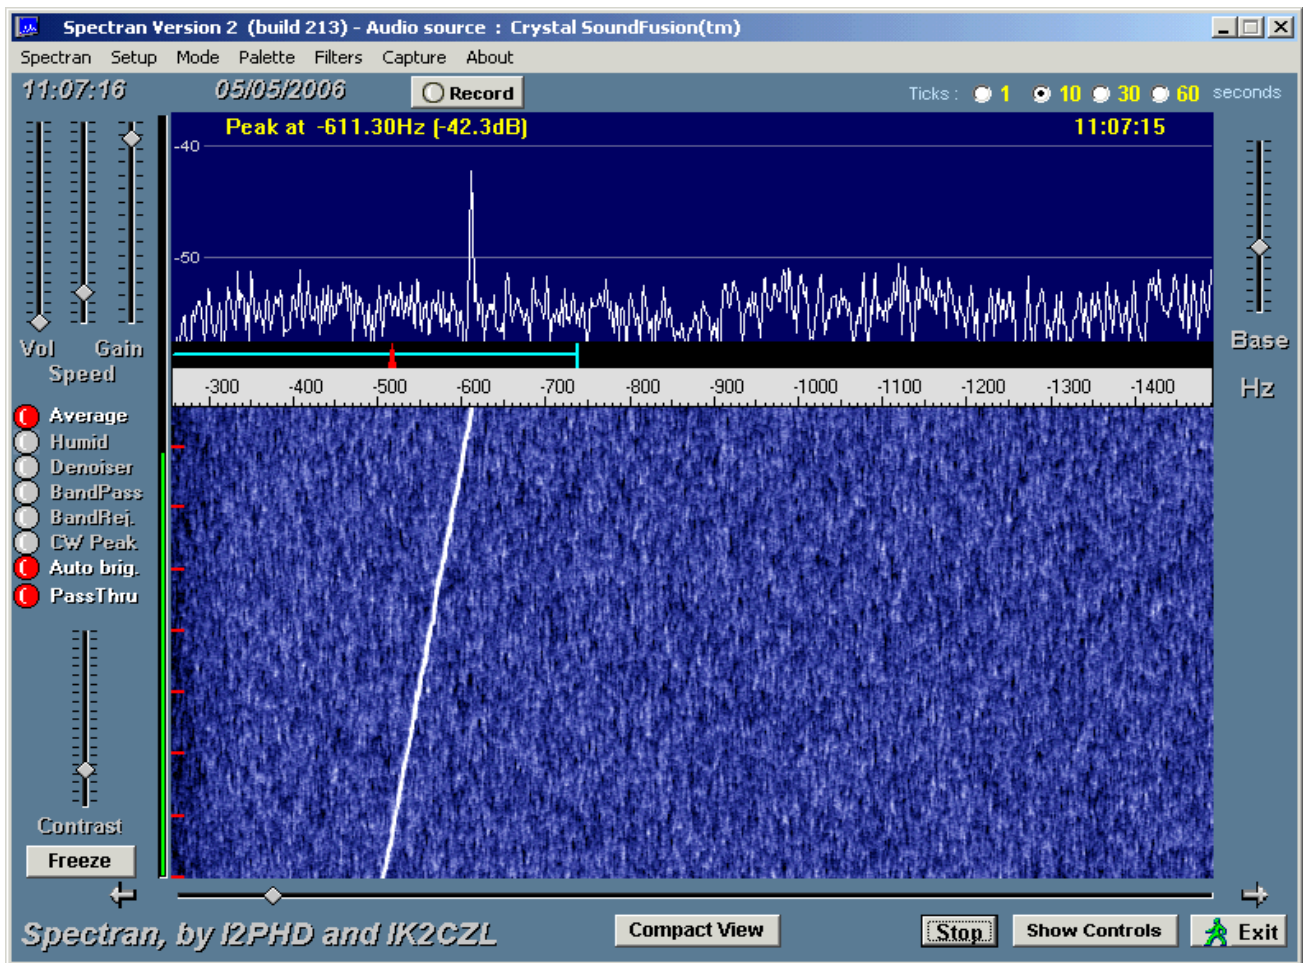 Spectran Version 2 (build 213) - Audio source : Crystal SoundFusion(tm)
Spectran Setup Mode Palette Filters Capture About
11:07:16 05/05/2006 Record Ticks : 1 10 30 60 seconds
Peak at -611.30Hz (-42.3dB) 11:07:15
-40
-50
Vol Gain
Speed
Base
Hz
-300 -400 -500 -600 -700 -800 -900 -1000 -1100 -1200 -1300 -1400
Average
Humid
Denoiser
BandPass
BandRej.
CW Peak
Auto brig.
PassThru
Contrast
Freeze
Spectran, by I2PHD and IK2CZL Compact View Stop Show Controls Exit